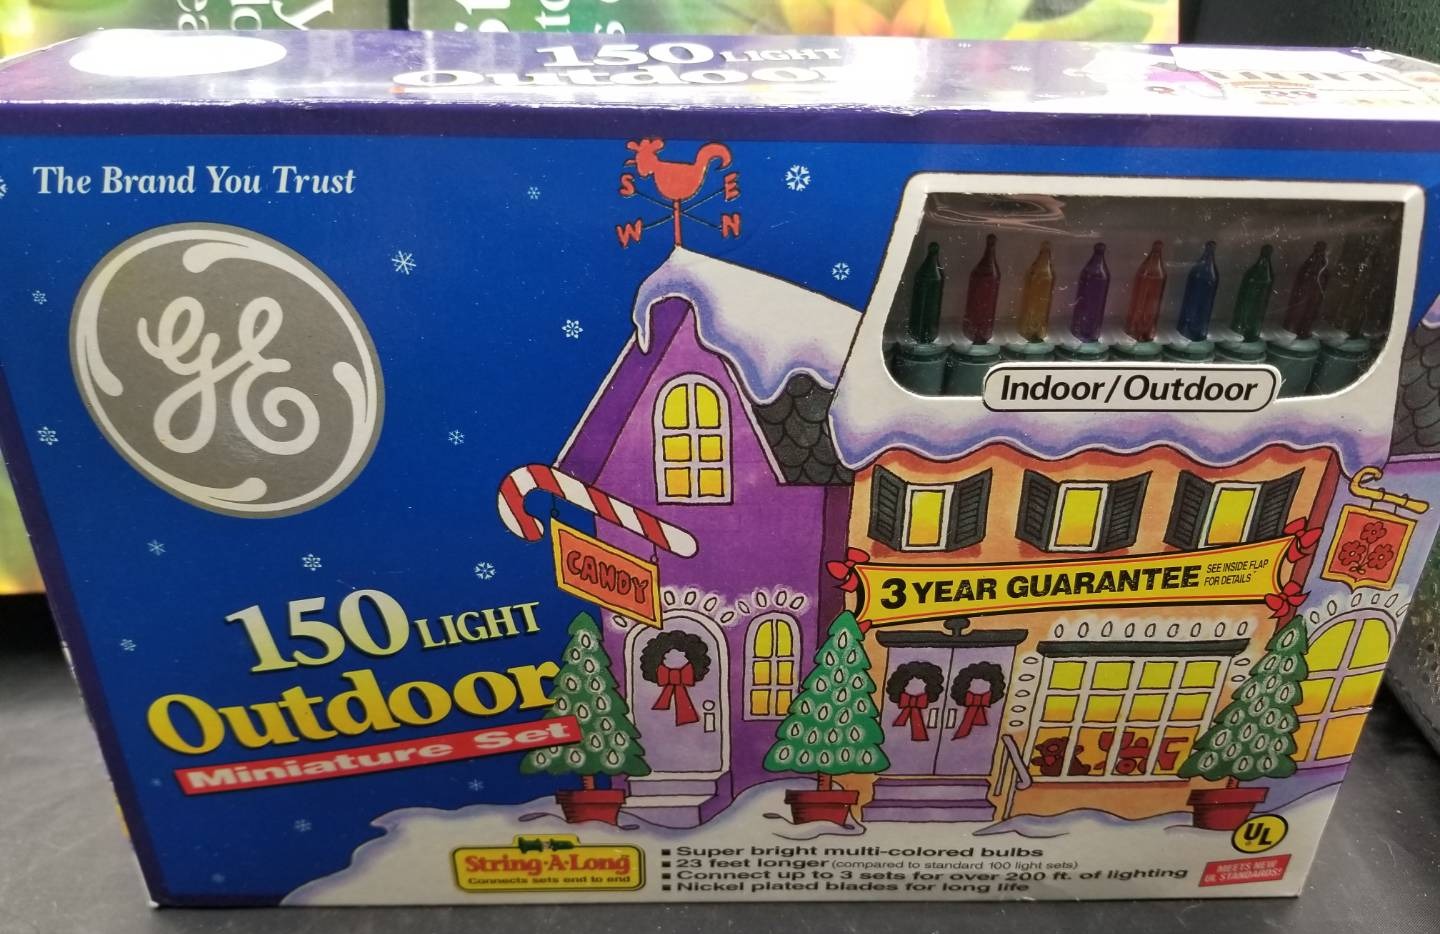 150 LIGHT
Outdoor
The Brand You Trust
GE
S E
W N
Indoor/Outdoor
CANDY
3 YEAR GUARANTEE SEE INSIDE FLAP
FOR DETAILS
150 LIGHT
Outdoor
Miniature Set
String-A-Long
Connects sets end to end
▪ Super bright multi-colored bulbs
▪ 23 feet longer (compared to standard 100 light sets)
▪ Connect up to 3 sets for over 200 ft. of lighting
▪ Nickel plated blades for long life
UL
MEETS NEW
UL STANDARDS!